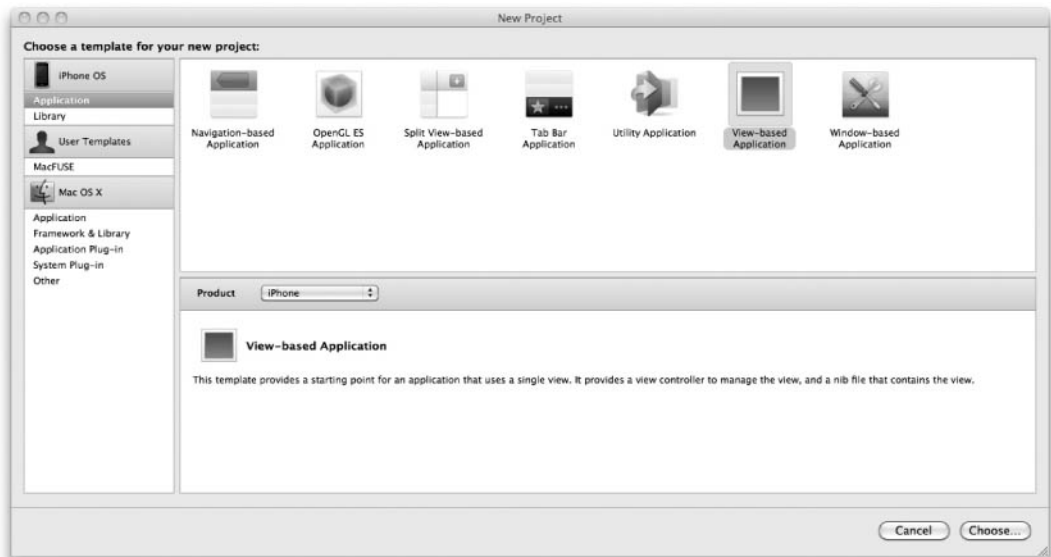 New Project
Choose a template for your new project:
iPhone OS
Application
Library
User Templates
MacFUSE
Mac OS X
Application
Framework & Library
Application Plug-in
System Plug-in
Other
Navigation-based
Application
OpenGL ES
Application
Split View-based
Application
Tab Bar
Application
Utility Application
View-based
Application
Window-based
Application
Product
iPhone
View-based Application
This template provides a starting point for an application that uses a single view. It provides a view controller to manage the view, and a nib file that contains the view.
Cancel
Choose...